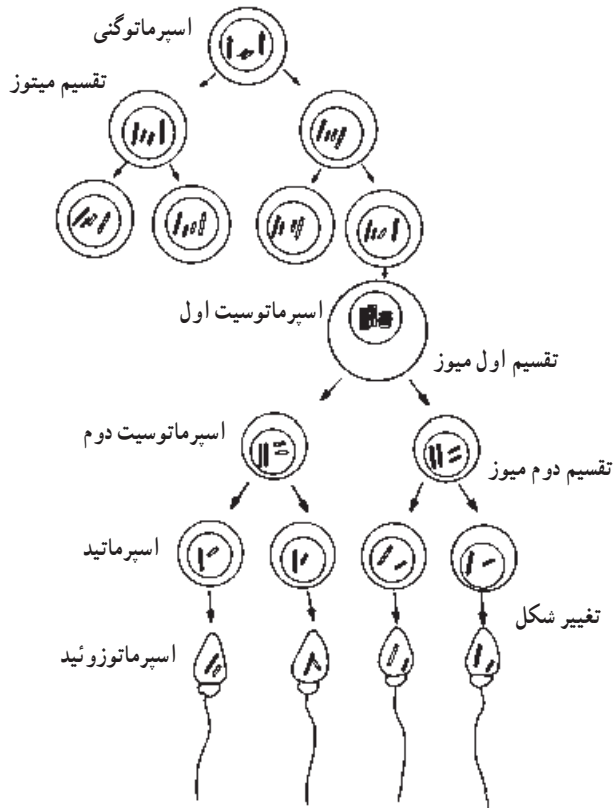 اسپرماتوگنی
تقسیم میتوز
اسپرماتوسیت اول
تقسیم اول میوز
اسپرماتوسیت دوم
تقسیم دوم میوز
اسپرماتید
تغییر شکل
اسپرماتوزوئید